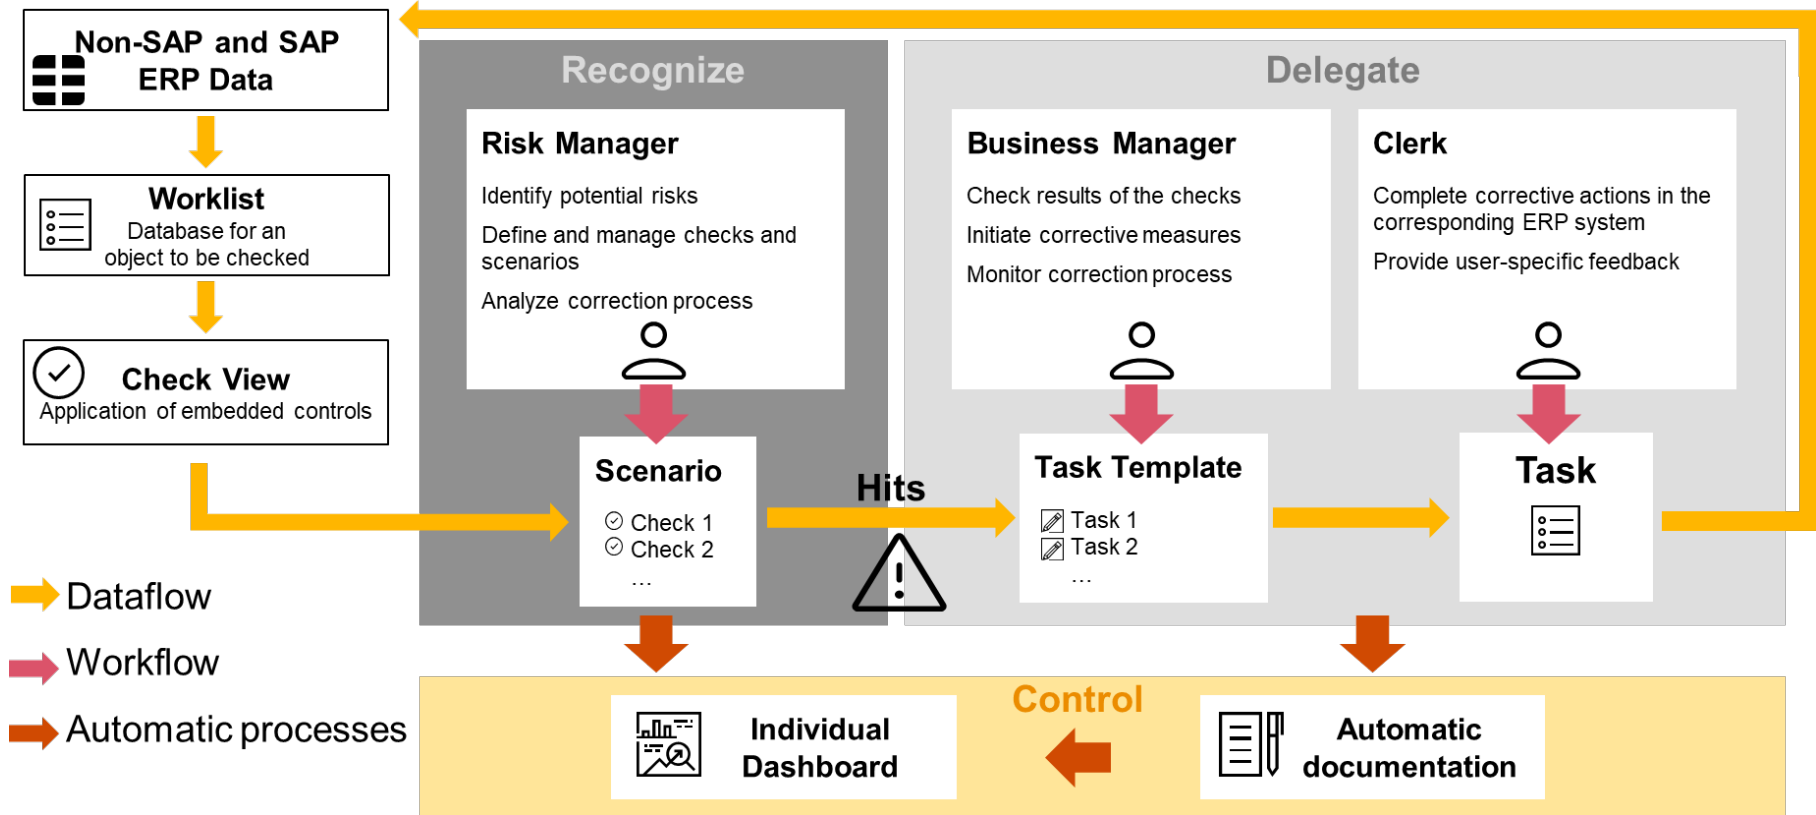 Non-SAP and SAP
ERP Data
Worklist
Database for an
object to be checked
Check View
Application of embedded controls
Recognize
Risk Manager
Identify potential risks
Define and manage checks and
scenarios
Analyze correction process
Scenario
Check 1
Check 2
...
Hits
Delegate
Business Manager
Check results of the checks
Initiate corrective measures
Monitor correction process
Task Template
Task 1
Task 2
...
Clerk
Complete corrective actions in the
corresponding ERP system
Provide user-specific feedback
Task
Dataflow
Workflow
Automatic processes
Control
Individual
Dashboard
Automatic
documentation